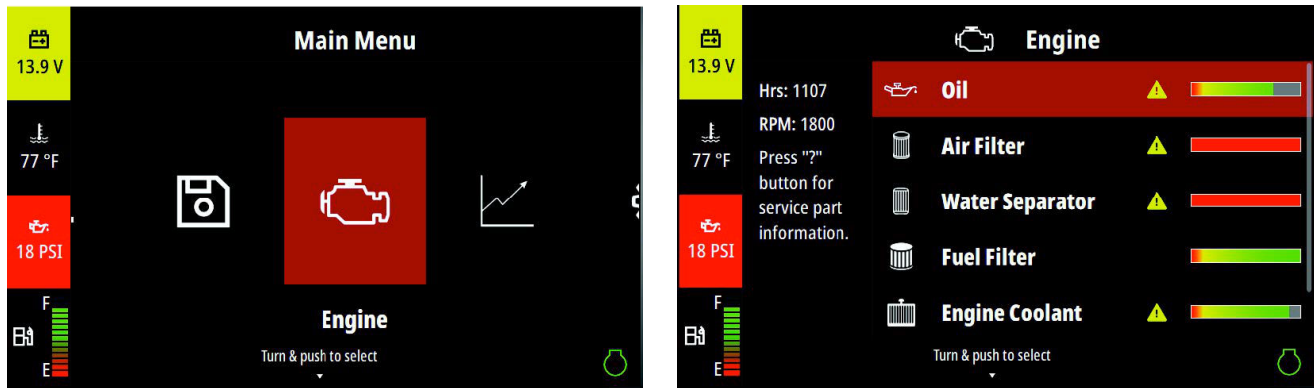 Main Menu
13.9 V
77 °F
18 PSI
F
E
Engine
Turn & push to select
Engine
13.9 V
77 °F
18 PSI
F
E
Hrs: 1107
RPM: 1800
Press "?"
button for
service part
information.
Oil
Air Filter
Water Separator
Fuel Filter
Engine Coolant
Turn & push to select